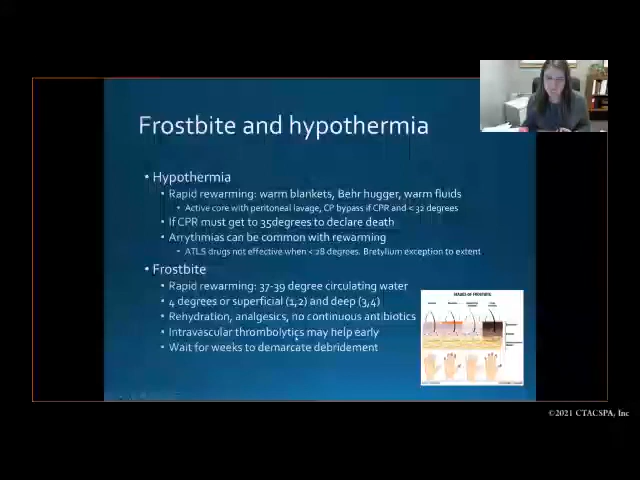 Frostbite and hypothermia
• Hypothermia
• Rapid rewarming: warm blankets, Behr hugger, warm fluids
• Active core with peritoneal lavage, CP bypass if CPR and < 32 degrees
• If CPR must get to 35degrees to declare death
• Arrythmias can be common with rewarming
• ATLS drugs not effective when <28 degrees. Bretylium exception to extent
• Frostbite
• Rapid rewarming: 37-39 degree circulating water
• 4 degrees or superficial (1,2) and deep (3,4)
• Rehydration, analgesics, no continuous antibiotics
• Intravascular thrombolytics may help early
• Wait for weeks to demarcate debridement
STAGES OF FROSTBITE
©2021 CTACSPA, Inc